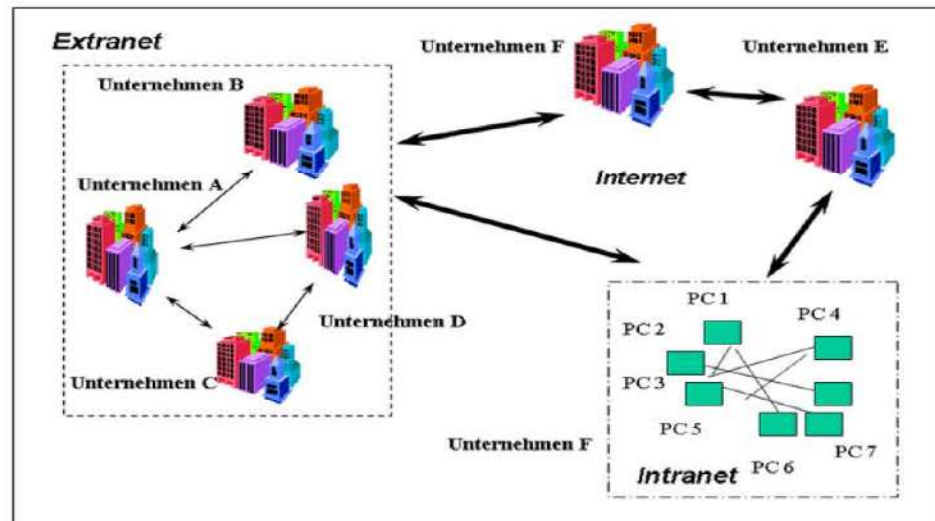 Extranet
Unternehmen B
Unternehmen A
Unternehmen D
Unternehmen C
Unternehmen F
Unternehmen E
Internet
PC 1
PC 2
PC 4
PC 3
PC 5
PC 6
PC 7
Unternehmen F
Intranet